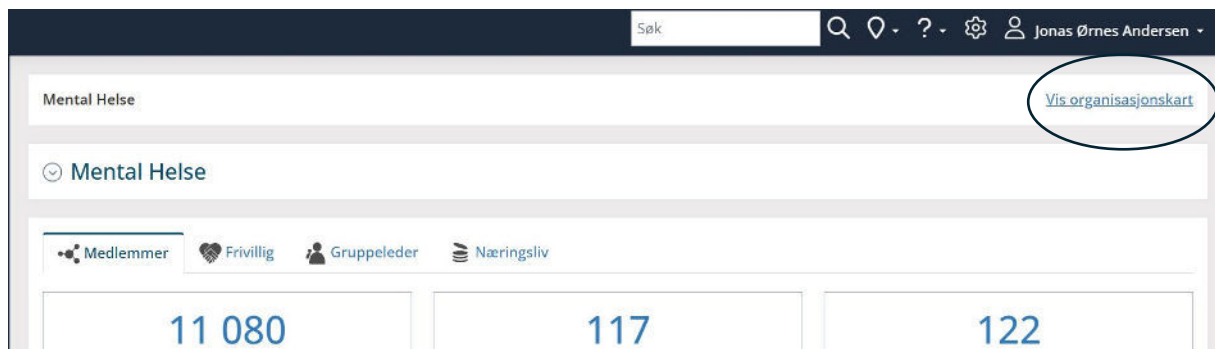 Søk ? Jonas Ørnes Andersen
Mental Helse Vis organisasjonskart
Mental Helse
Medlemmer Frivillig Gruppeleder Næringsliv
11 080 117 122